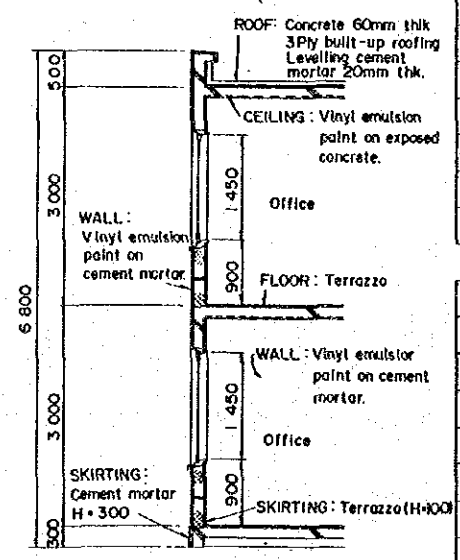 ROOF: Concrete 60mm thk
3Ply built-up roofing
Levelling cement
mortar 20mm thk.
500
CEILING: Vinyl emulsion
paint on exposed
concrete.
3 000
1 450
Office
WALL:
Vinyl emulsion
paint on
cement mortar.
900
FLOOR: Terrazzo
6 800
WALL: Vinyl emulsion
paint on cement
mortar.
3 000
1 450
Office
SKIRTING:
Cement mortar
H=300
900
SKIRTING: Terrazzo (H=100)
300